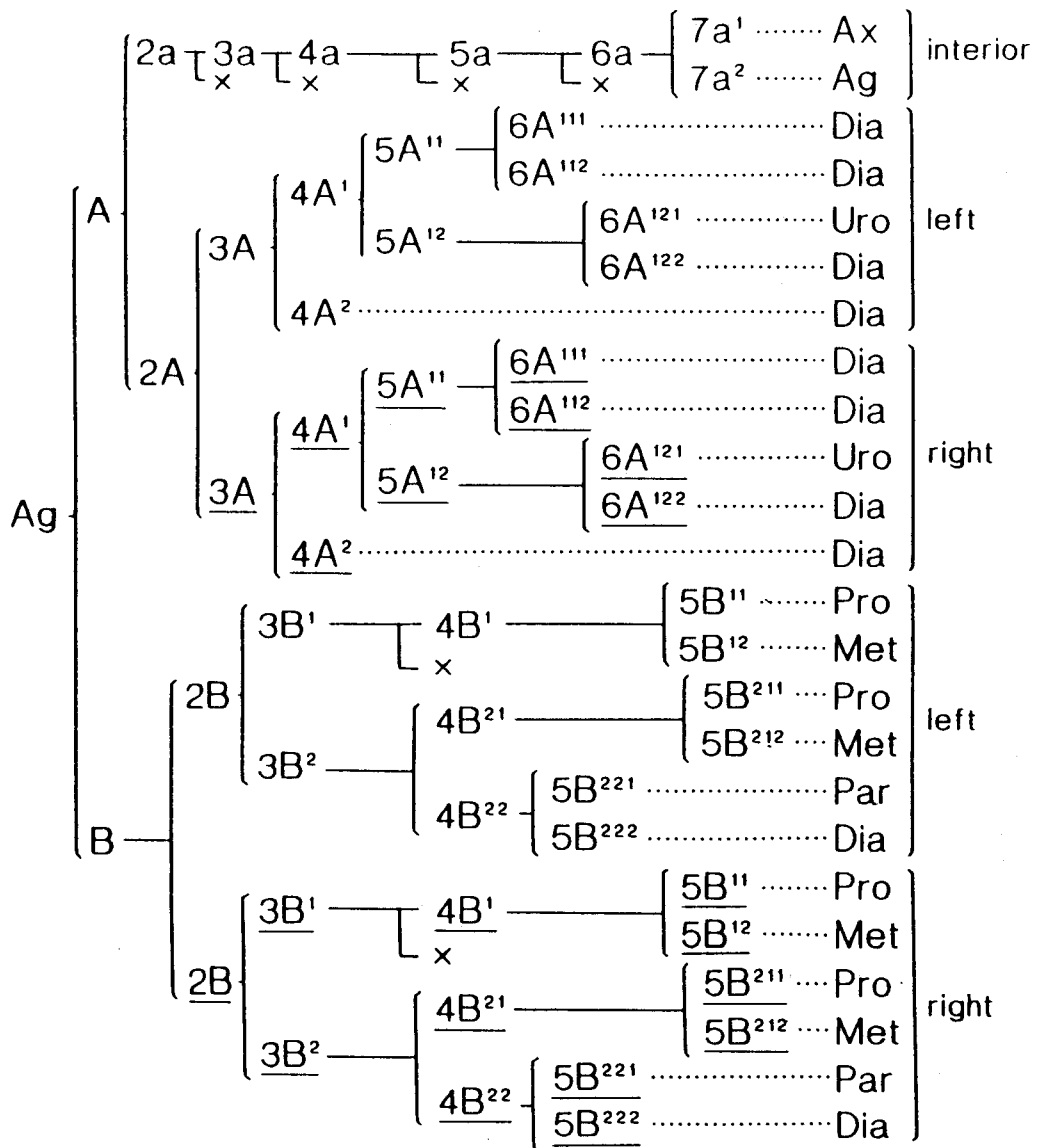 2a 3a 4a 5a 6a 7a¹ ········ Ax interior
× × × × 7a² ········ Ag
6A¹¹¹ ························ Dia
5A¹¹
6A¹¹² ························ Dia
4A¹
A 6A¹²¹ ·············· Uro left
3A 5A¹²
6A¹²² ·············· Dia
4A² ································ Dia
6A¹¹¹ ························ Dia
2A 5A¹¹
6A¹¹² ························ Dia
4A¹
6A¹²¹ ·············· Uro right
3A 5A¹²
6A¹²² ·············· Dia
Ag
4A² ································ Dia
5B¹¹ ········ Pro
3B¹ 4B¹
× 5B¹² ········ Met
2B 5B²¹¹ ···· Pro
4B²¹ left
3B² 5B²¹² ···· Met
5B²²¹ ···················· Par
4B²²
B 5B²²² ···················· Dia
5B¹¹ ········ Pro
3B¹ 4B¹
× 5B¹² ········ Met
2B 5B²¹¹ ···· Pro
4B²¹ right
3B² 5B²¹² ···· Met
5B²²¹ ···················· Par
4B²²
5B²²² ···················· Dia